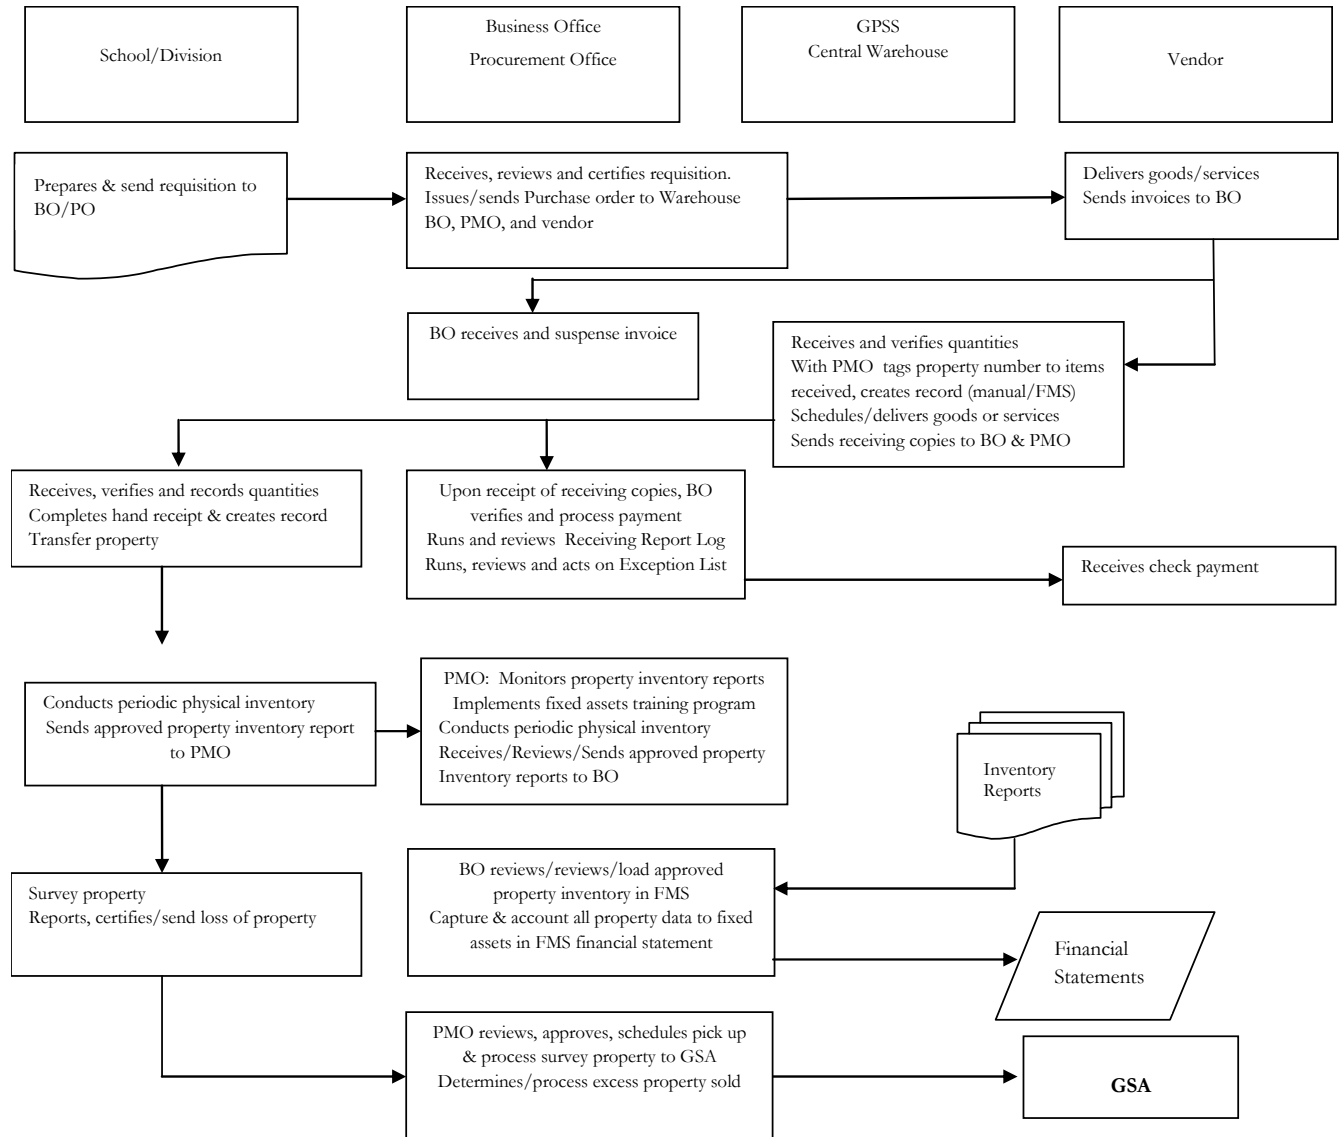 School/Division
Business Office
Procurement Office
GPSS
Central Warehouse
Vendor
Prepares & send requisition to
BO/PO
Receives, reviews and certifies requisition.
Issues/sends Purchase order to Warehouse
BO, PMO, and vendor
Delivers goods/services
Sends invoices to BO
BO receives and suspense invoice
Receives and verifies quantities
With PMO tags property number to items
received, creates record (manual/FMS)
Schedules/delivers goods or services
Sends receiving copies to BO & PMO
Receives, verifies and records quantities
Completes hand receipt & creates record
Transfer property
Upon receipt of receiving copies, BO
verifies and process payment
Runs and reviews Receiving Report Log
Runs, reviews and acts on Exception List
Receives check payment
Conducts periodic physical inventory
Sends approved property inventory report
to PMO
PMO: Monitors property inventory reports
Implements fixed assets training program
Conducts periodic physical inventory
Receives/Reviews/Sends approved property
Inventory reports to BO
Inventory
Reports
Survey property
Reports, certifies/send loss of property
BO reviews/reviews/load approved
property inventory in FMS
Capture & account all property data to fixed
assets in FMS financial statement
Financial
Statements
PMO reviews, approves, schedules pick up
& process survey property to GSA
Determines/process excess property sold
GSA